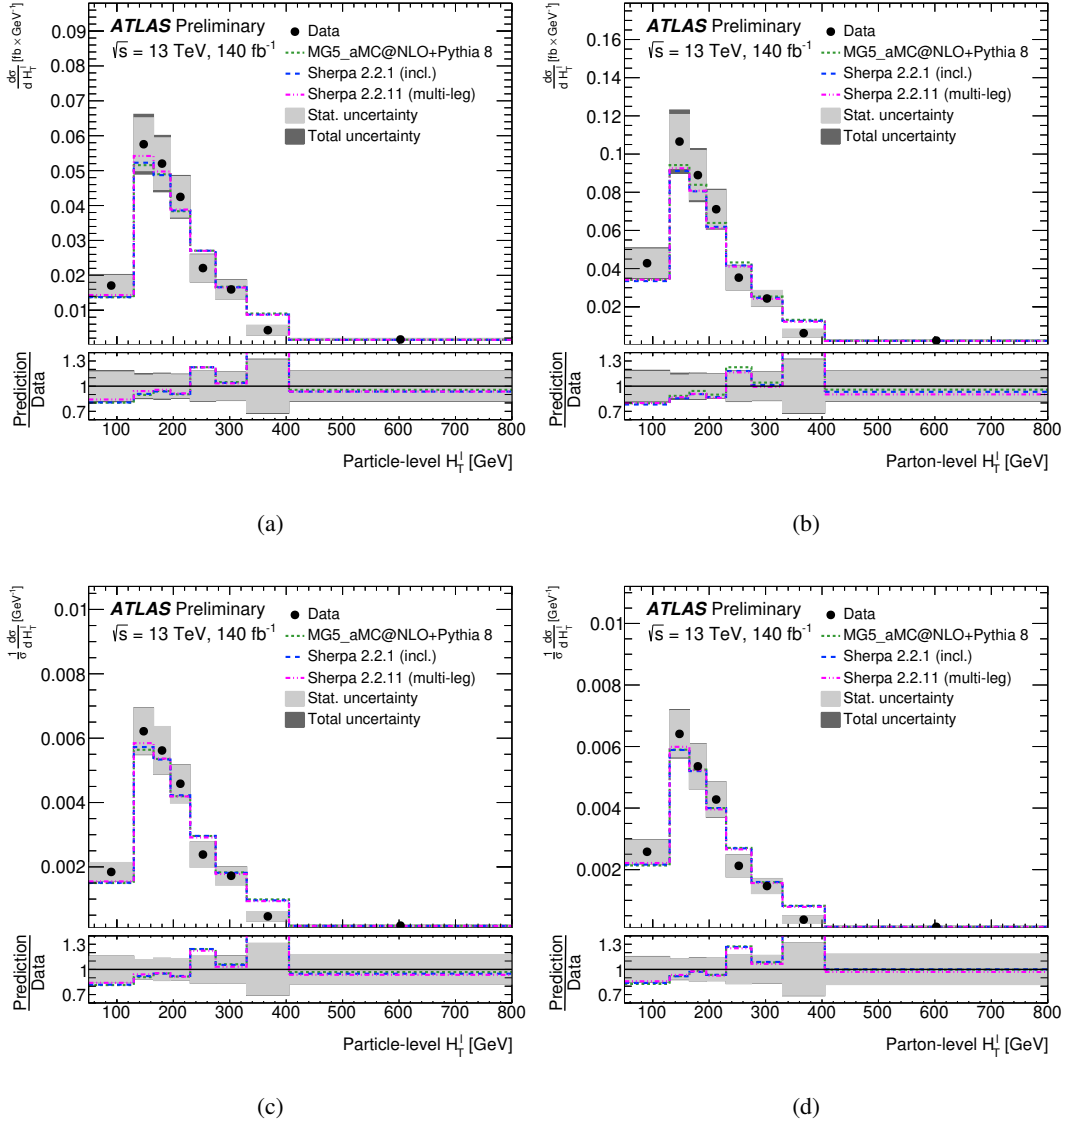 ATLAS Preliminary
√s = 13 TeV, 140 fb⁻¹
dσ/d H_T^l [fb × GeV⁻¹]
Data
MG5_aMC@NLO+Pythia 8
Sherpa 2.2.1 (incl.)
Sherpa 2.2.11 (multi-leg)
Stat. uncertainty
Total uncertainty
0.09
0.08
0.07
0.06
0.05
0.04
0.03
0.02
0.01
Prediction
Data
1.3
1
0.7
100 200 300 400 500 600 700 800
Particle-level H_T^l [GeV]
(a)
ATLAS Preliminary
√s = 13 TeV, 140 fb⁻¹
dσ/d H_T^l [fb × GeV⁻¹]
Data
MG5_aMC@NLO+Pythia 8
Sherpa 2.2.1 (incl.)
Sherpa 2.2.11 (multi-leg)
Stat. uncertainty
Total uncertainty
0.16
0.14
0.12
0.1
0.08
0.06
0.04
0.02
Prediction
Data
1.3
1
0.7
100 200 300 400 500 600 700 800
Parton-level H_T^l [GeV]
(b)
ATLAS Preliminary
√s = 13 TeV, 140 fb⁻¹
1/σ dσ/d H_T^l [GeV⁻¹]
Data
MG5_aMC@NLO+Pythia 8
Sherpa 2.2.1 (incl.)
Sherpa 2.2.11 (multi-leg)
Stat. uncertainty
Total uncertainty
0.01
0.008
0.006
0.004
0.002
Prediction
Data
1.3
1
0.7
100 200 300 400 500 600 700 800
Particle-level H_T^l [GeV]
(c)
ATLAS Preliminary
√s = 13 TeV, 140 fb⁻¹
1/σ dσ/d H_T^l [GeV⁻¹]
Data
MG5_aMC@NLO+Pythia 8
Sherpa 2.2.1 (incl.)
Sherpa 2.2.11 (multi-leg)
Stat. uncertainty
Total uncertainty
0.01
0.008
0.006
0.004
0.002
Prediction
Data
1.3
1
0.7
100 200 300 400 500 600 700 800
Parton-level H_T^l [GeV]
(d)